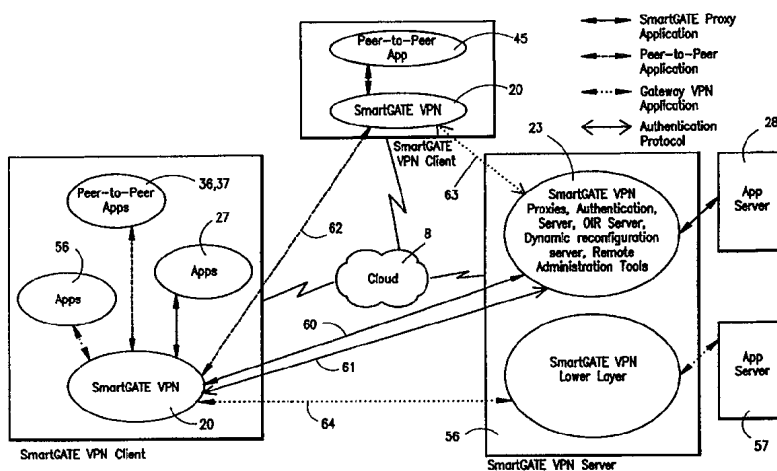 Peer-to-Peer
App
45
SmartGATE VPN
20
SmartGATE
VPN Client
SmartGATE Proxy
Application
Peer-to-Peer
Application
Gateway VPN
Application
Authentication
Protocol
Peer-to-Peer
Apps
36,37
27
56
Apps
Apps
SmartGATE VPN
20
SmartGATE VPN Client
62
8
Cloud
60
61
64
63
23
SmartGATE VPN
Proxies, Authentication,
Server, OIR Server,
Dynamic reconfiguration
server, Remote
Administration Tools
SmartGATE VPN
Lower Layer
56
SmartGATE VPN Server
28
App
Server
App
Server
57